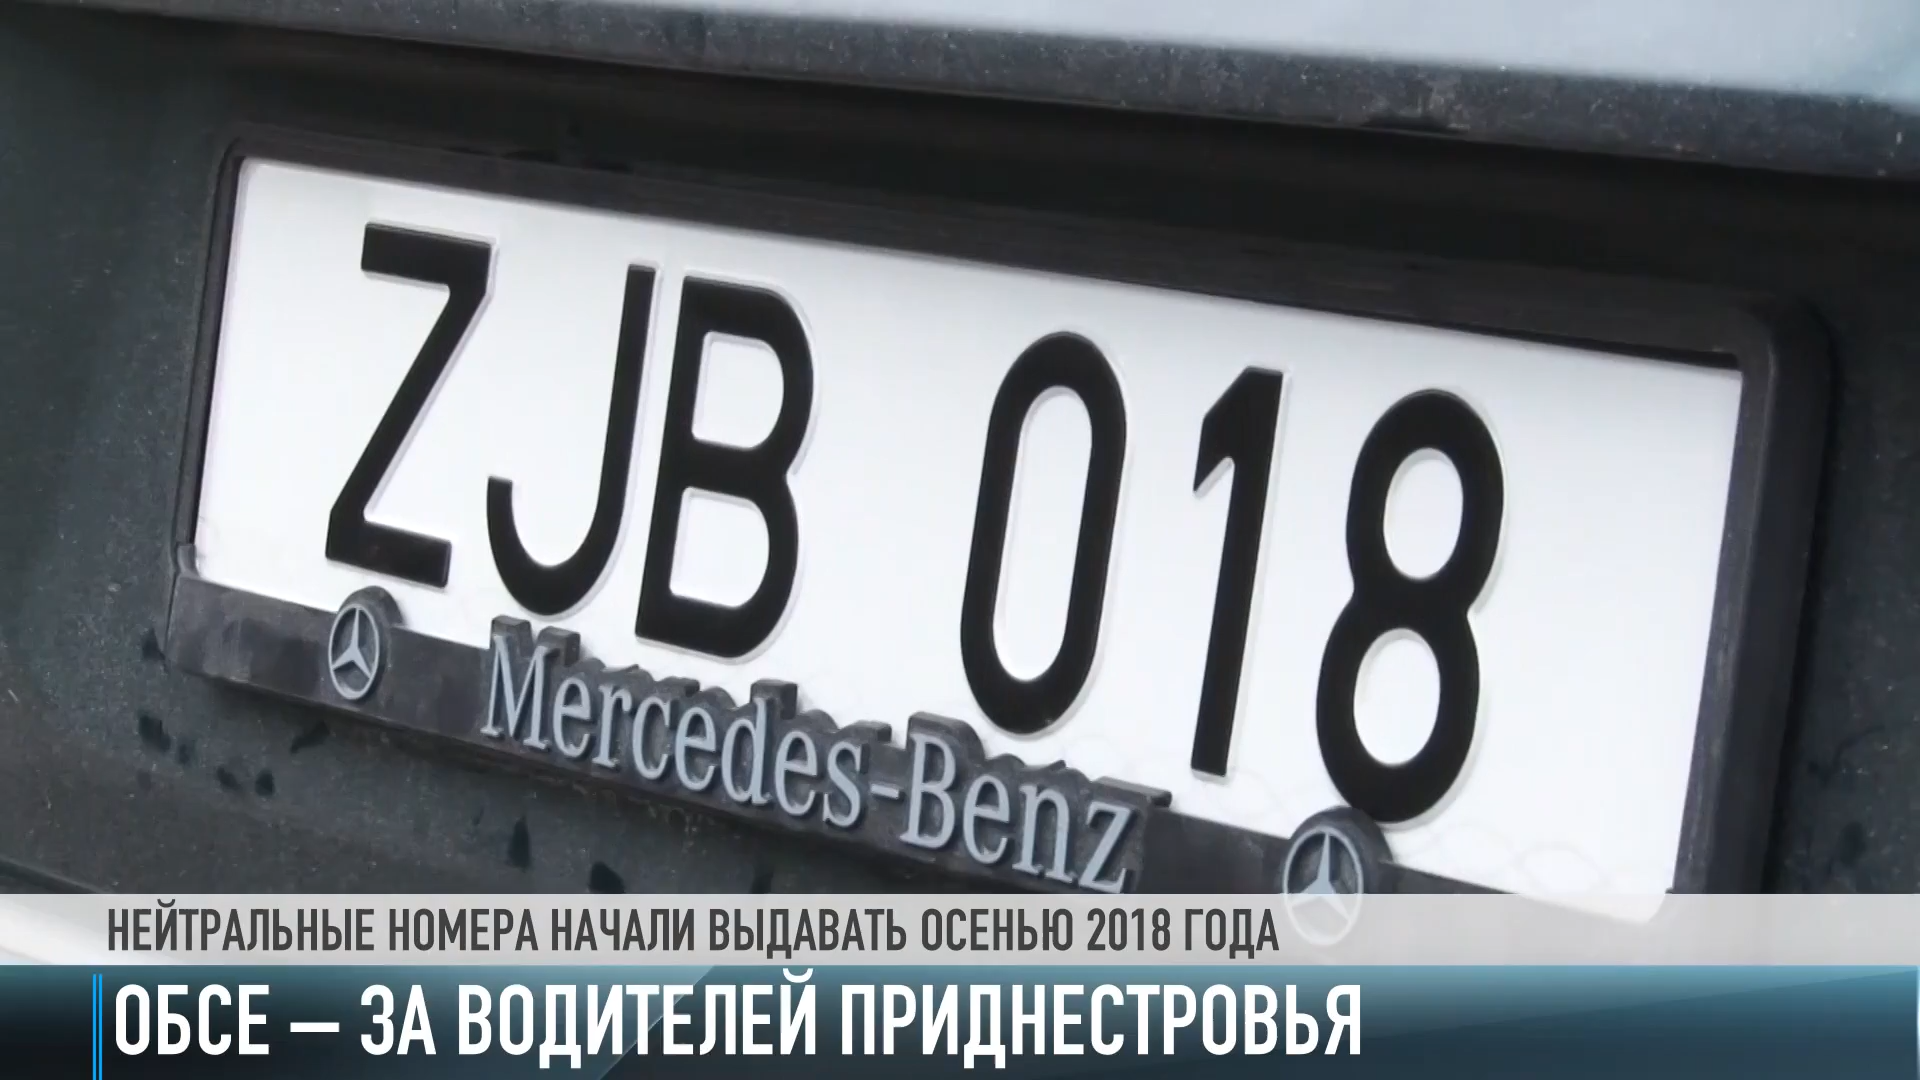 ZJB 018
Mercedes-Benz
НЕЙТРАЛЬНЫЕ НОМЕРА НАЧАЛИ ВЫДАВАТЬ ОСЕНЬЮ 2018 ГОДА
ОБСЕ — ЗА ВОДИТЕЛЕЙ ПРИДНЕСТРОВЬЯ